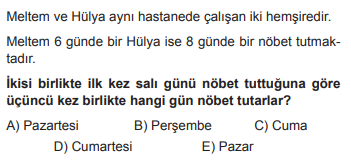 Meltem ve Hülya aynı hastanede çalışan iki hemşiredir.
Meltem 6 günde bir Hülya ise 8 günde bir nöbet tutmak-
tadır.
İkisi birlikte ilk kez salı günü nöbet tuttuğuna göre
üçüncü kez birlikte hangi gün nöbet tutarlar?
A) Pazartesi B) Perşembe C) Cuma
D) Cumartesi E) Pazar